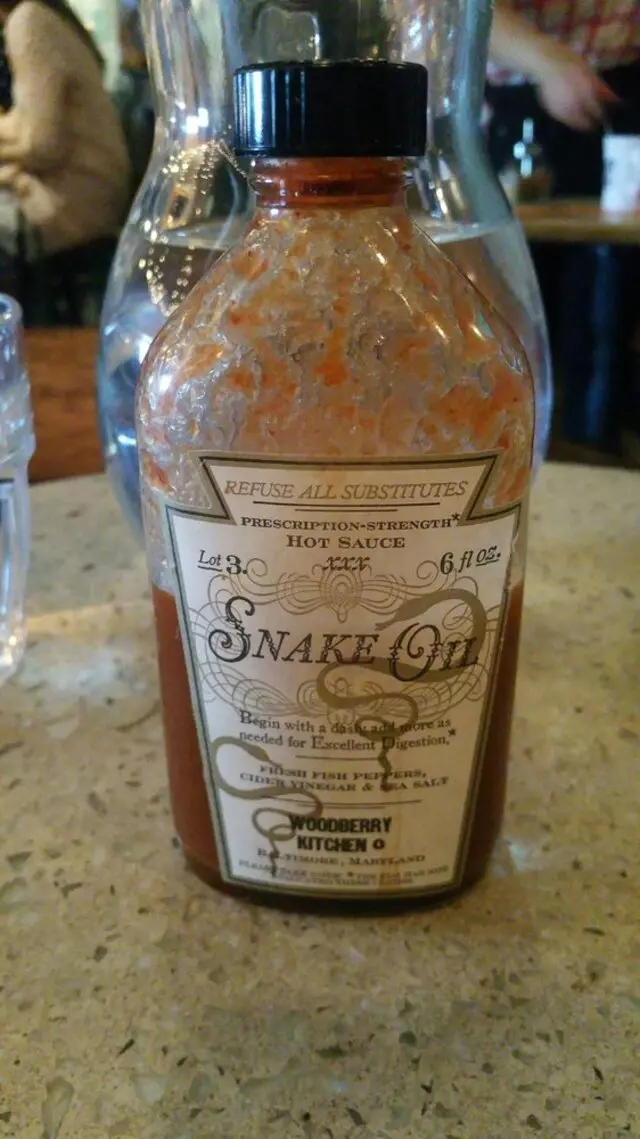 REFUSE ALL SUBSTITUTES
PRESCRIPTION-STRENGTH*
HOT SAUCE
Lot 3. xxx 6 fl oz.
SNAKE OIL
Begin with a dash; add more as
needed for Excellent Digestion,*
FRESH FISH PEPPERS,
CIDER VINEGAR & SEA SALT
WOODBERRY
KITCHEN
BALTIMORE, MARYLAND